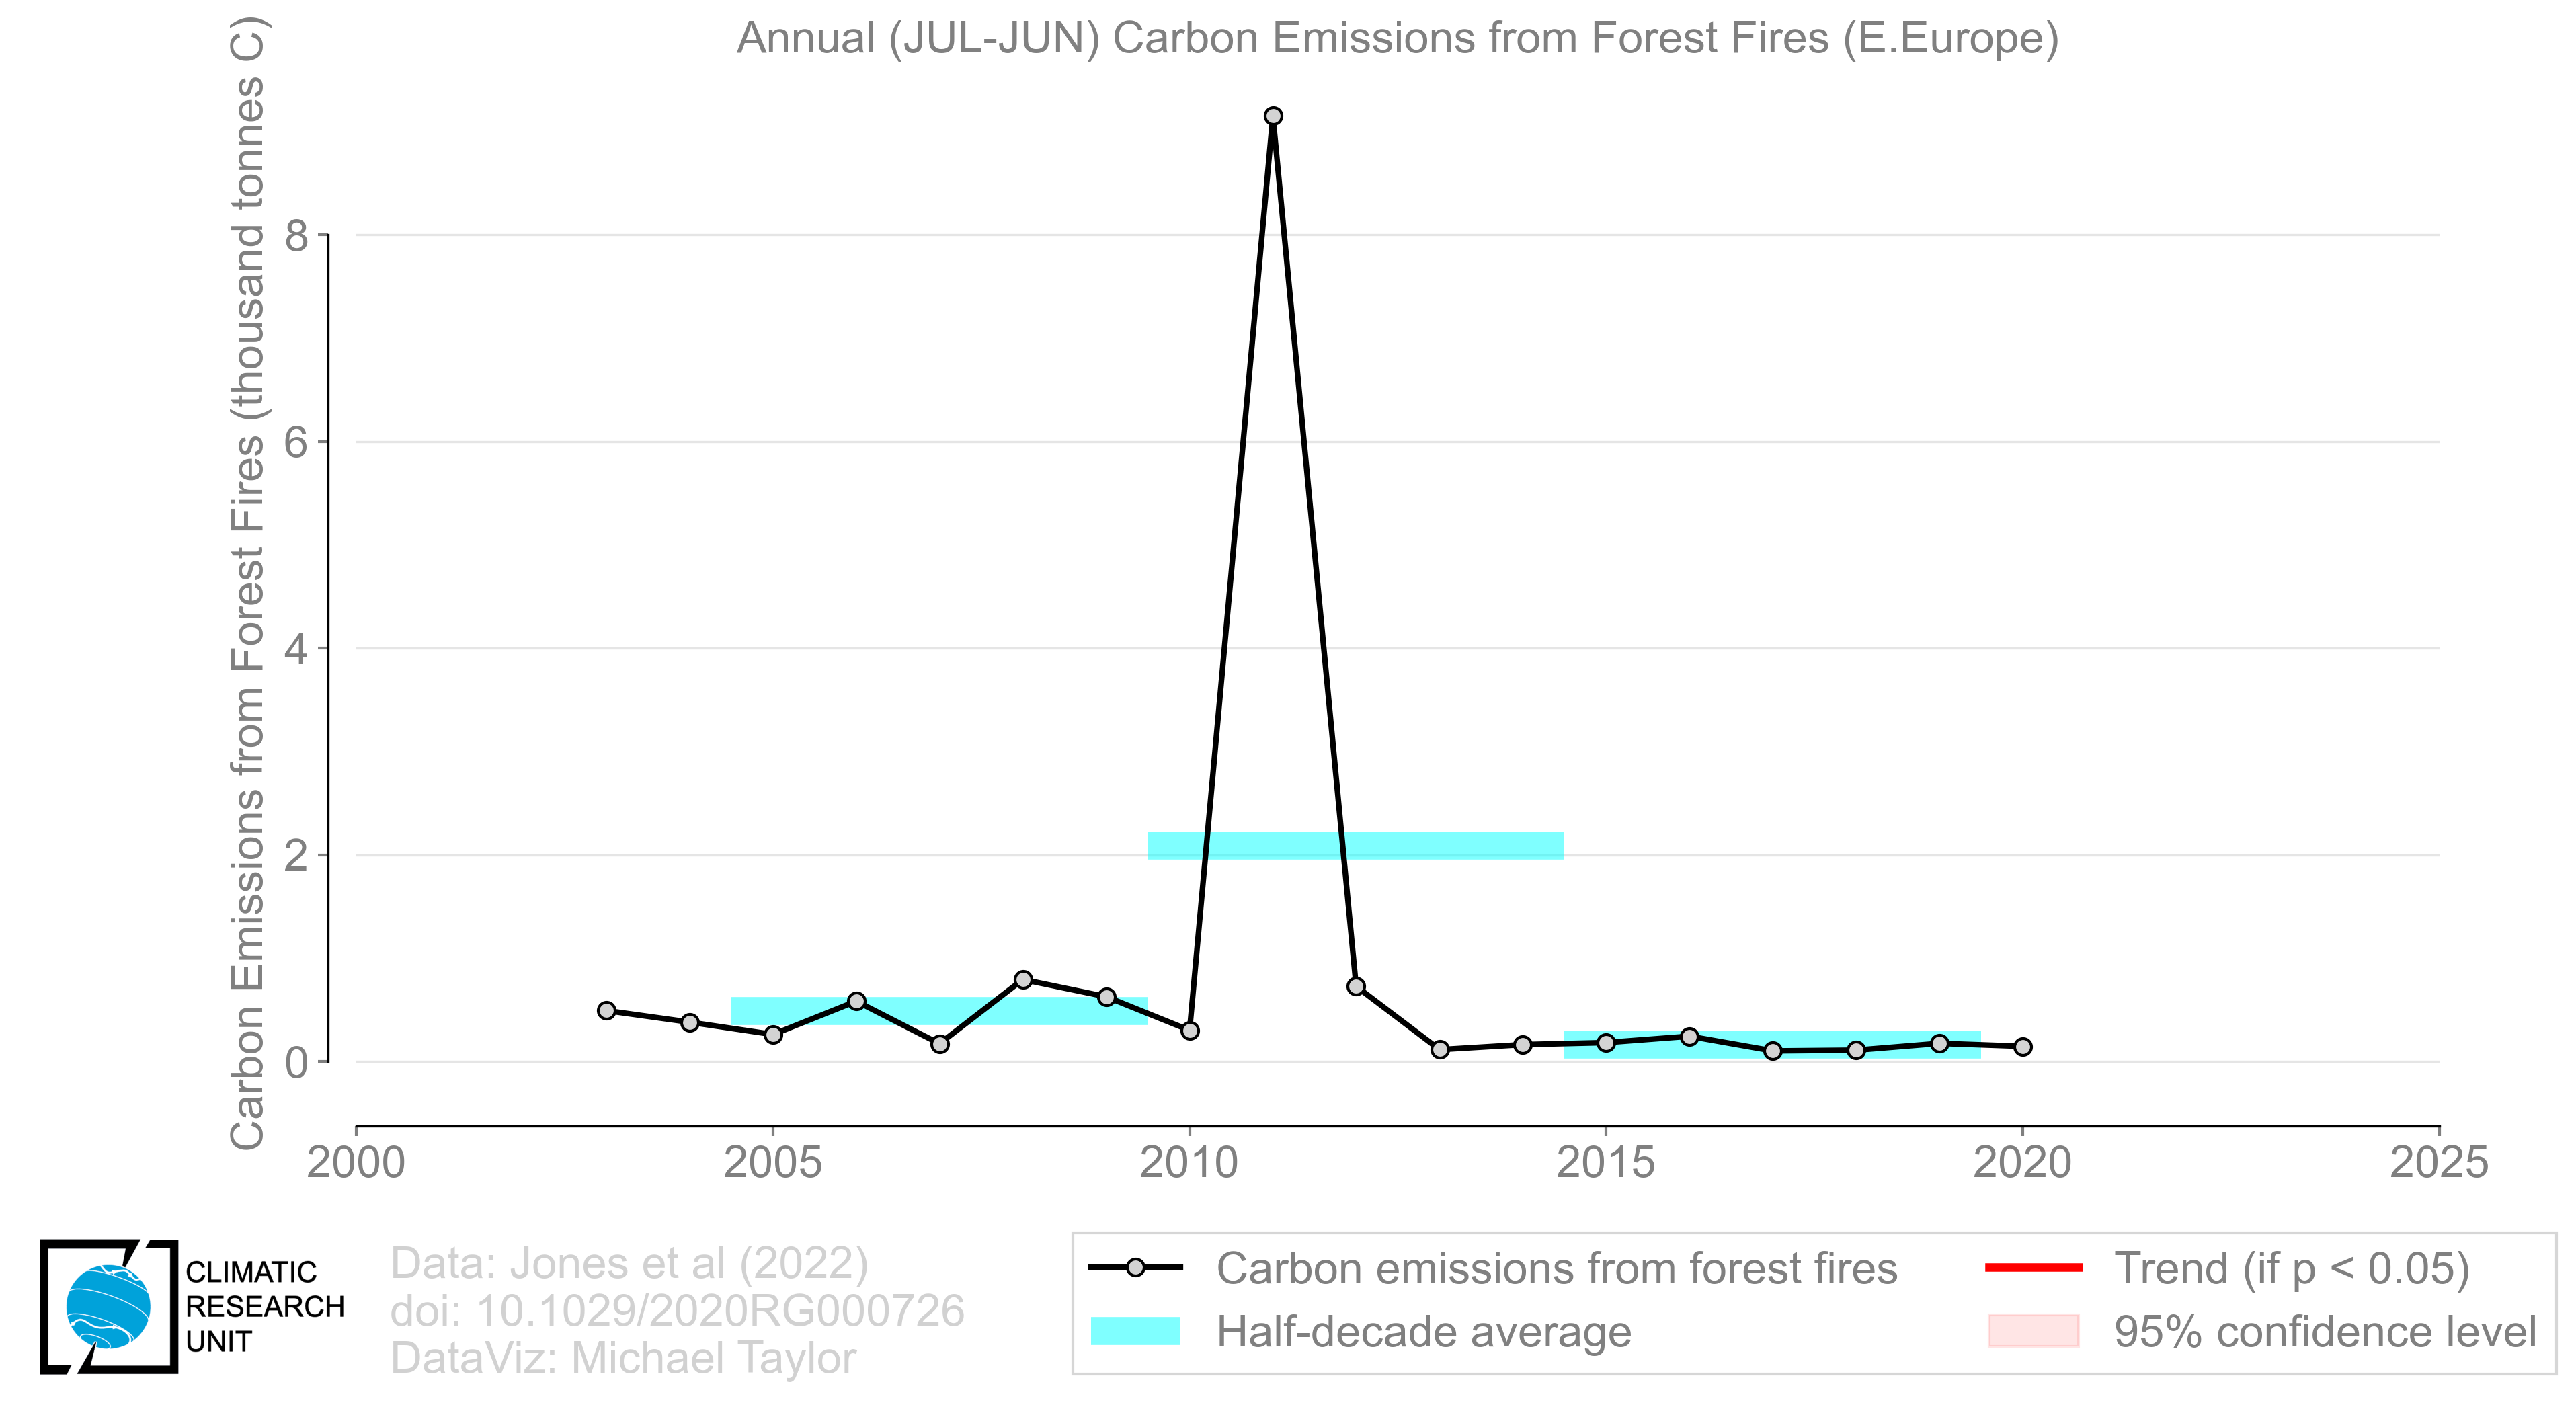 Annual (JUL-JUN) Carbon Emissions from Forest Fires (E.Europe)
Carbon Emissions from Forest Fires (thousand tonnes C)
8
6
4
2
0
2000
2005
2010
2015
2020
2025
CLIMATIC
RESEARCH
UNIT
Data: Jones et al (2022)
doi: 10.1029/2020RG000726
DataViz: Michael Taylor
Carbon emissions from forest fires
Half-decade average
Trend (if p < 0.05)
95% confidence level